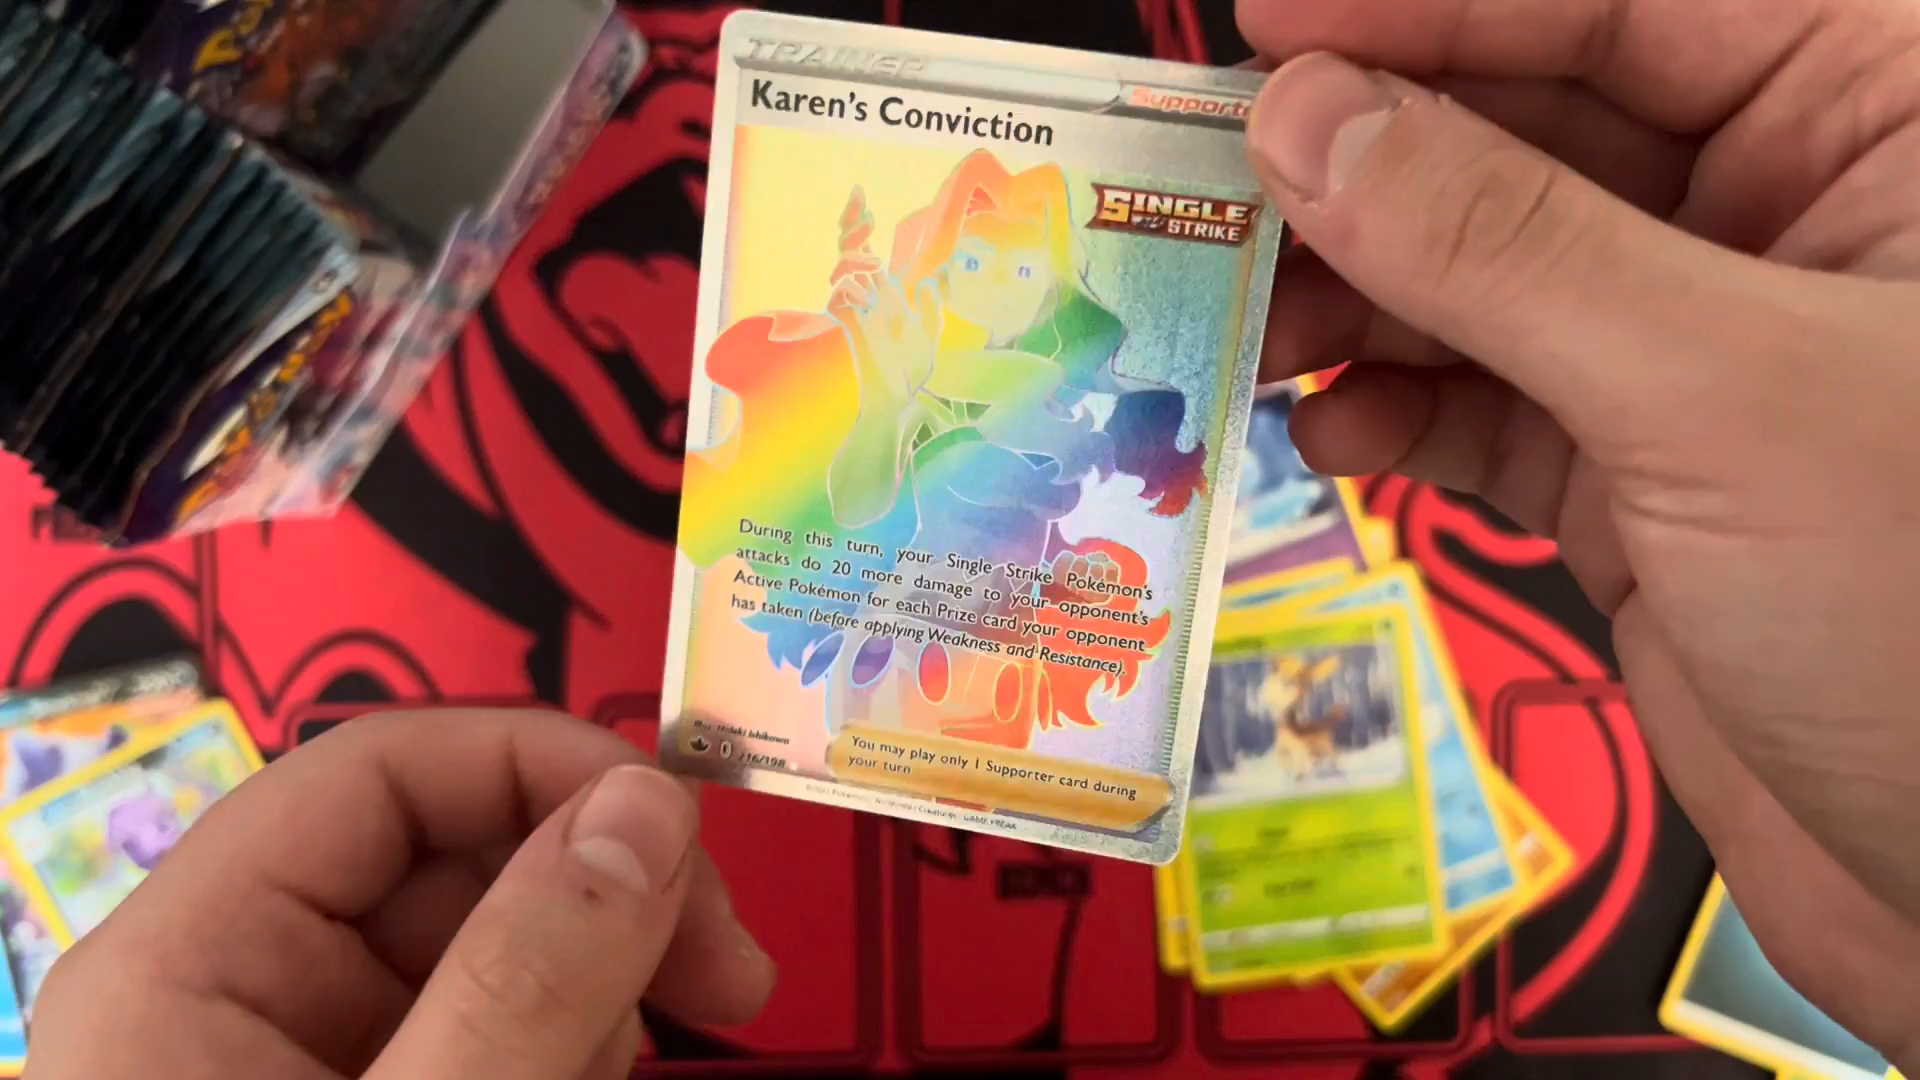 TRAINER
Supporte
Karen's Conviction
SINGLE
STRIKE
During this turn, your Single Strike Pokémon's
attacks do 20 more damage to your opponent's
Active Pokémon for each Prize card your opponent
has taken (before applying Weakness and Resistance).
Illus. Hideki Ishikawa
216/198
You may play only 1 Supporter card during
your turn